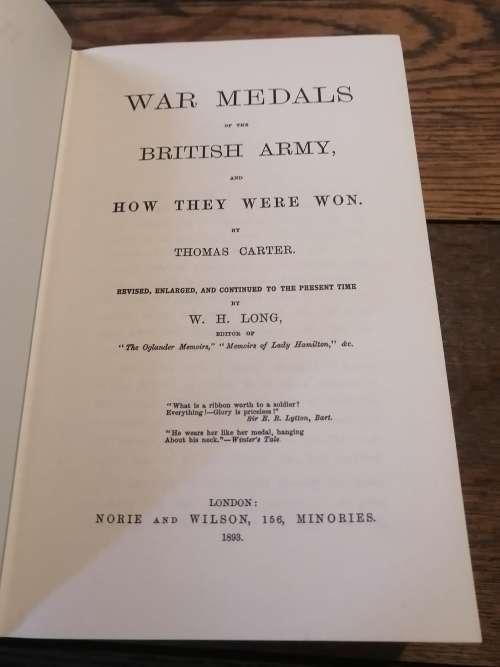 WAR MEDALS
OF THE
BRITISH ARMY,
AND
HOW THEY WERE WON.
BY
THOMAS CARTER.
REVISED, ENLARGED, AND CONTINUED TO THE PRESENT TIME
BY
W. H. LONG,
EDITOR OF
"The Oglander Memoirs," "Memoirs of Lady Hamilton," &c.
"What is a ribbon worth to a soldier?
Everything!—Glory is priceless!"
Sir E. B. Lytton, Bart.
"He wears her like her medal, hanging
About his neck."—Winter's Tale.
LONDON:
NORIE AND WILSON, 156, MINORIES.
1893.